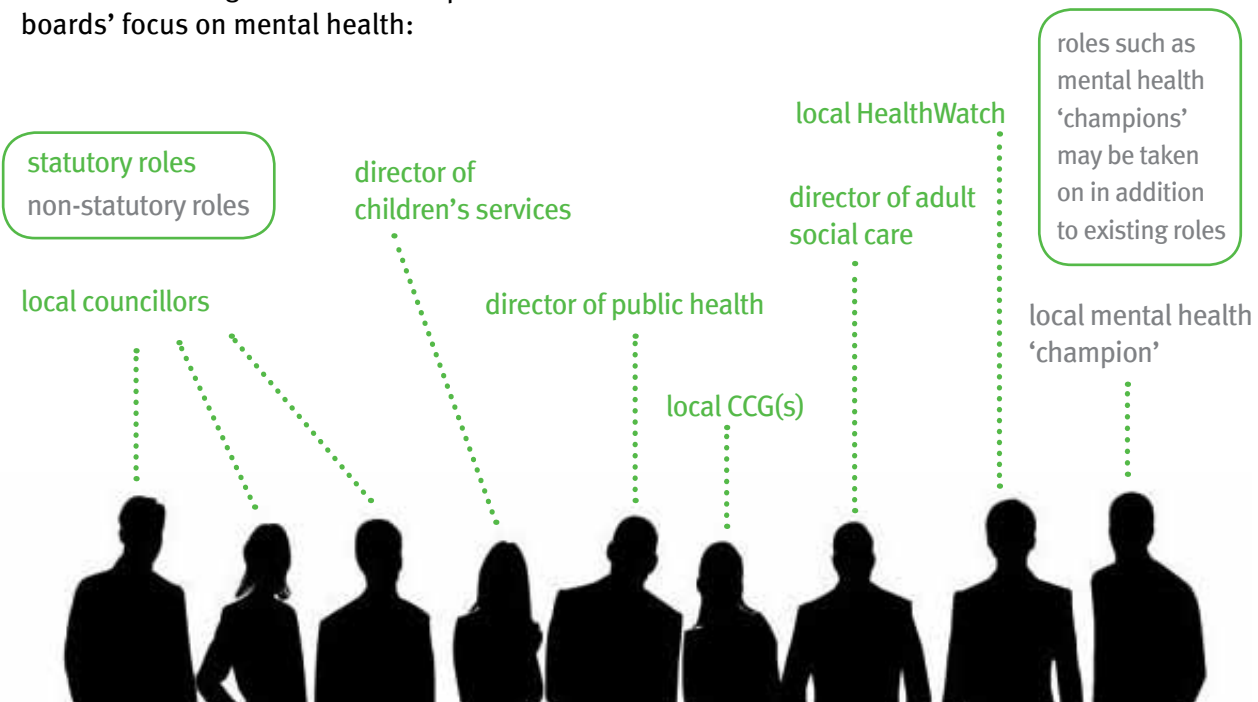 boards’ focus on mental health:
roles such as
mental health
‘champions’
may be taken
on in addition
to existing roles
local HealthWatch
statutory roles
non-statutory roles
director of
children’s services
director of adult
social care
local councillors
director of public health
local mental health
‘champion’
local CCG(s)